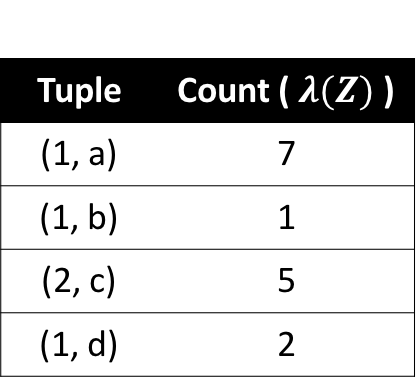 Tuple Count ( λ(Z) )
(1, a) 7
(1, b) 1
(2, c) 5
(1, d) 2